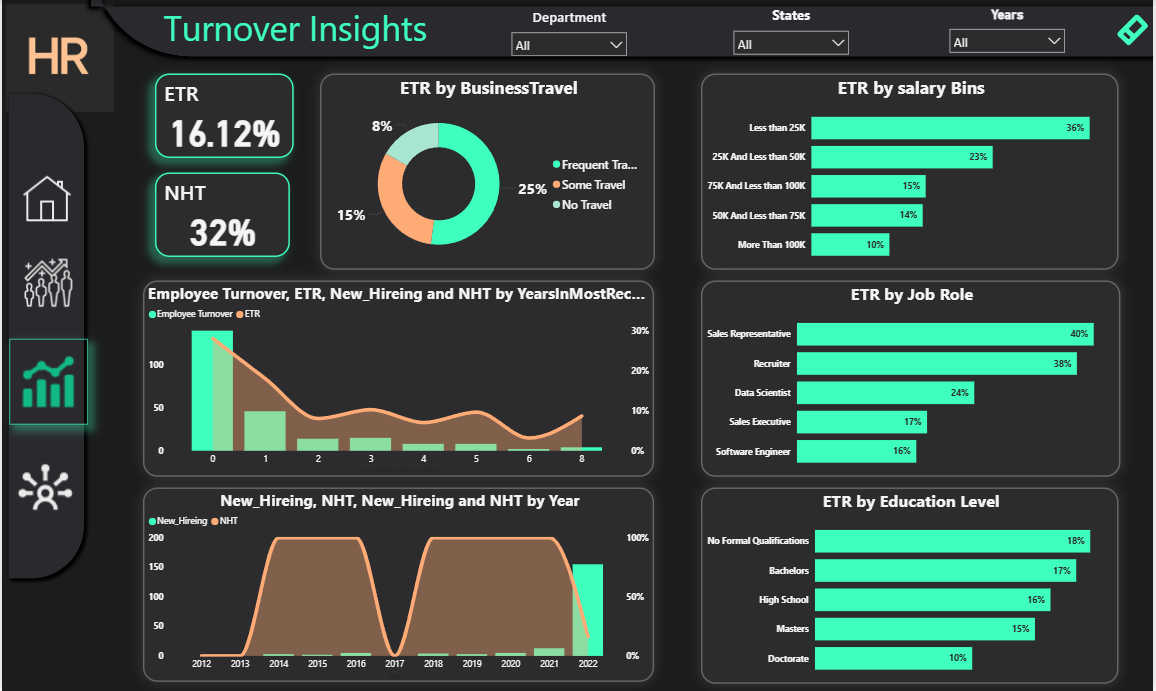 HR
Turnover Insights
Department
All
States
All
Years
All
ETR
16.12%
NHT
32%
ETR by BusinessTravel
8%
15%
25%
Frequent Tra...
Some Travel
No Travel
ETR by salary Bins
Less than 25K 36%
25K And Less than 50K 23%
75K And Less than 100K 15%
50K And Less than 75K 14%
More Than 100K 10%
Employee Turnover, ETR, New_Hireing and NHT by YearsInMostRec...
Employee Turnover ETR
100
50
0
30%
20%
10%
0%
0 1 2 3 4 5 6 8
ETR by Job Role
Sales Representative 40%
Recruiter 38%
Data Scientist 24%
Sales Executive 17%
Software Engineer 16%
New_Hireing, NHT, New_Hireing and NHT by Year
New_Hireing NHT
200
150
100
50
0
100%
50%
0%
2012 2013 2014 2015 2016 2017 2018 2019 2020 2021 2022
ETR by Education Level
No Formal Qualifications 18%
Bachelors 17%
High School 16%
Masters 15%
Doctorate 10%